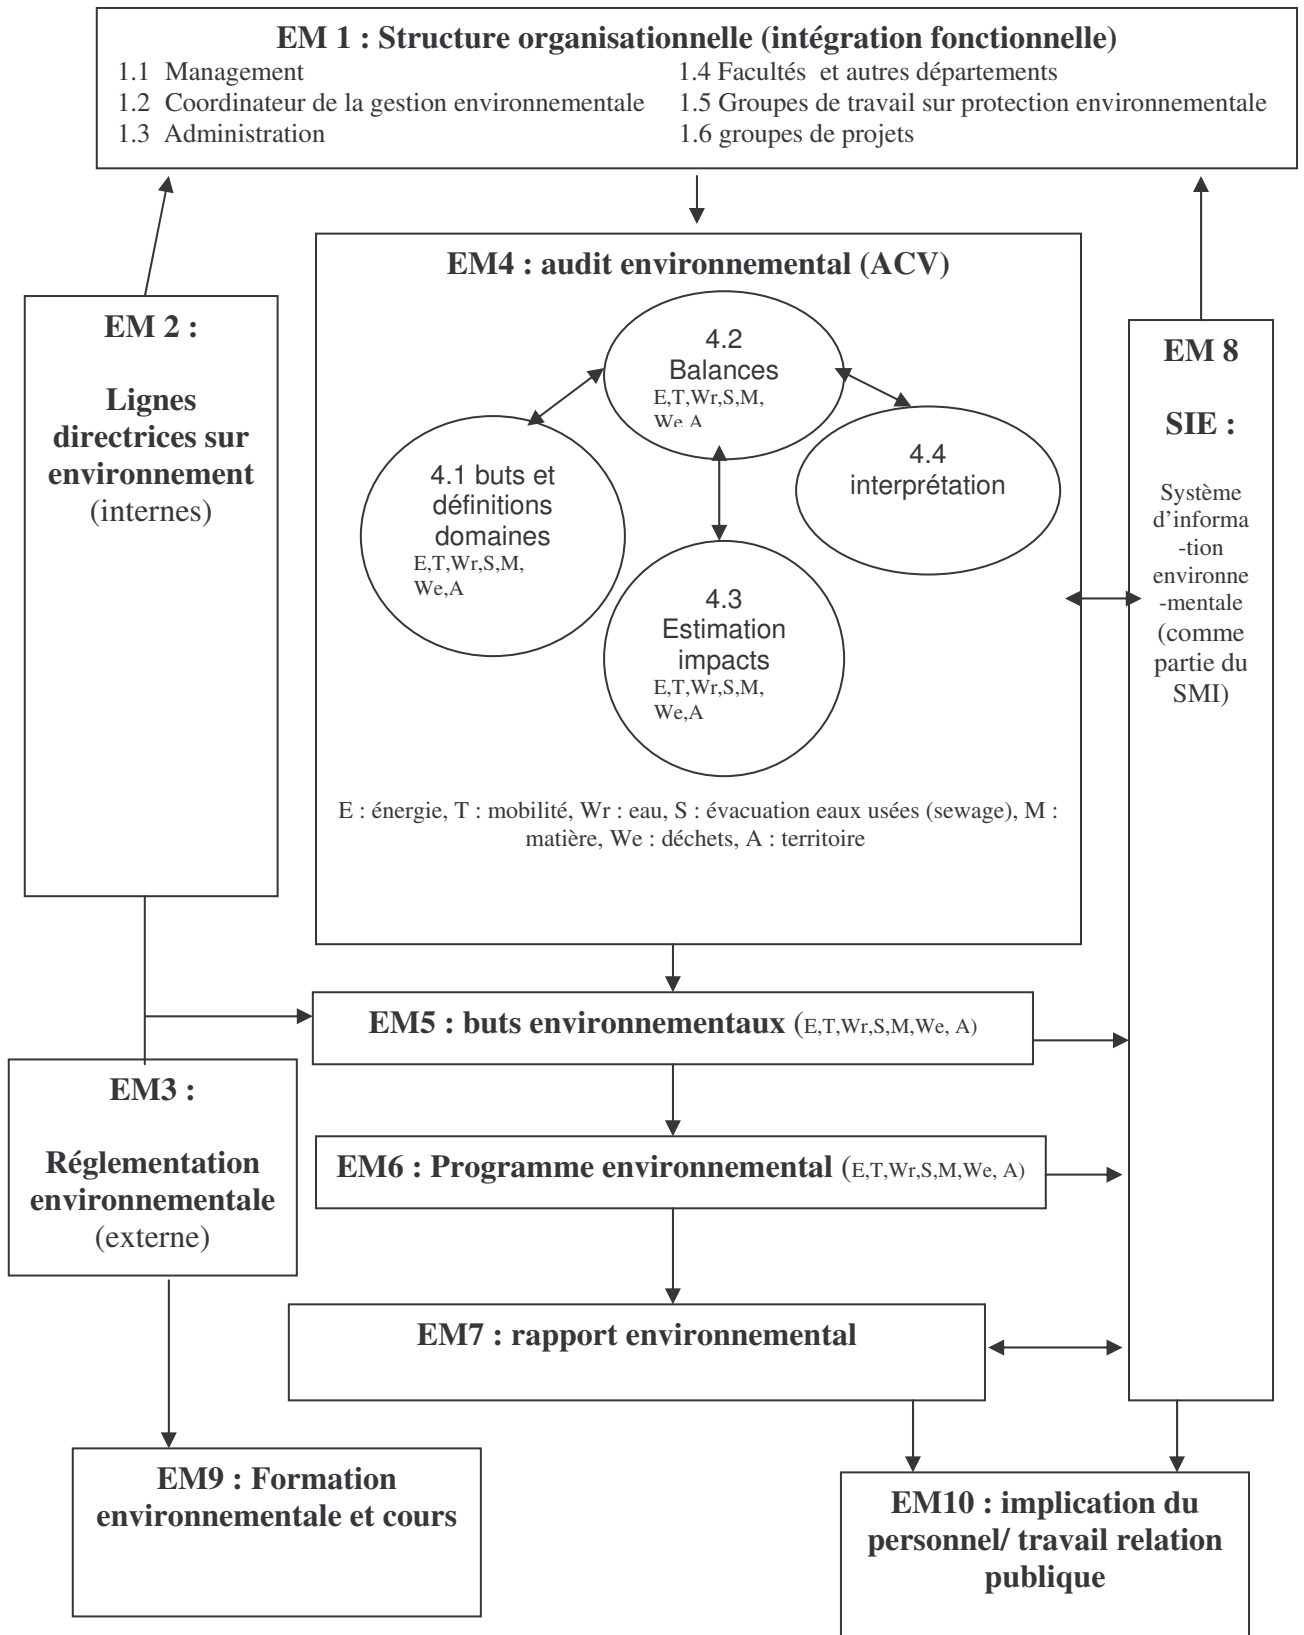 EM 1 : Structure organisationnelle (intégration fonctionnelle)
1.1 Management
1.2 Coordinateur de la gestion environnementale
1.3 Administration
1.4 Facultés et autres départements
1.5 Groupes de travail sur protection environnementale
1.6 groupes de projets
EM 2 :
Lignes
directrices sur
environnement
(internes)
EM4 : audit environnemental (ACV)
4.2
Balances
E,T,Wr,S,M,
We,A
4.1 buts et
définitions
domaines
E,T,Wr,S,M,
We,A
4.4
interprétation
4.3
Estimation
impacts
E,T,Wr,S,M,
We,A
E : énergie, T : mobilité, Wr : eau, S : évacuation eaux usées (sewage), M :
matière, We : déchets, A : territoire
EM 8
SIE :
Système
d’informa
-tion
environne
-mentale
(comme
partie du
SMI)
EM5 : buts environnementaux (E,T,Wr,S,M,We, A)
EM3 :
Réglementation
environnementale
(externe)
EM6 : Programme environnemental (E,T,Wr,S,M,We, A)
EM7 : rapport environnemental
EM9 : Formation
environnementale et cours
EM10 : implication du
personnel/ travail relation
publique